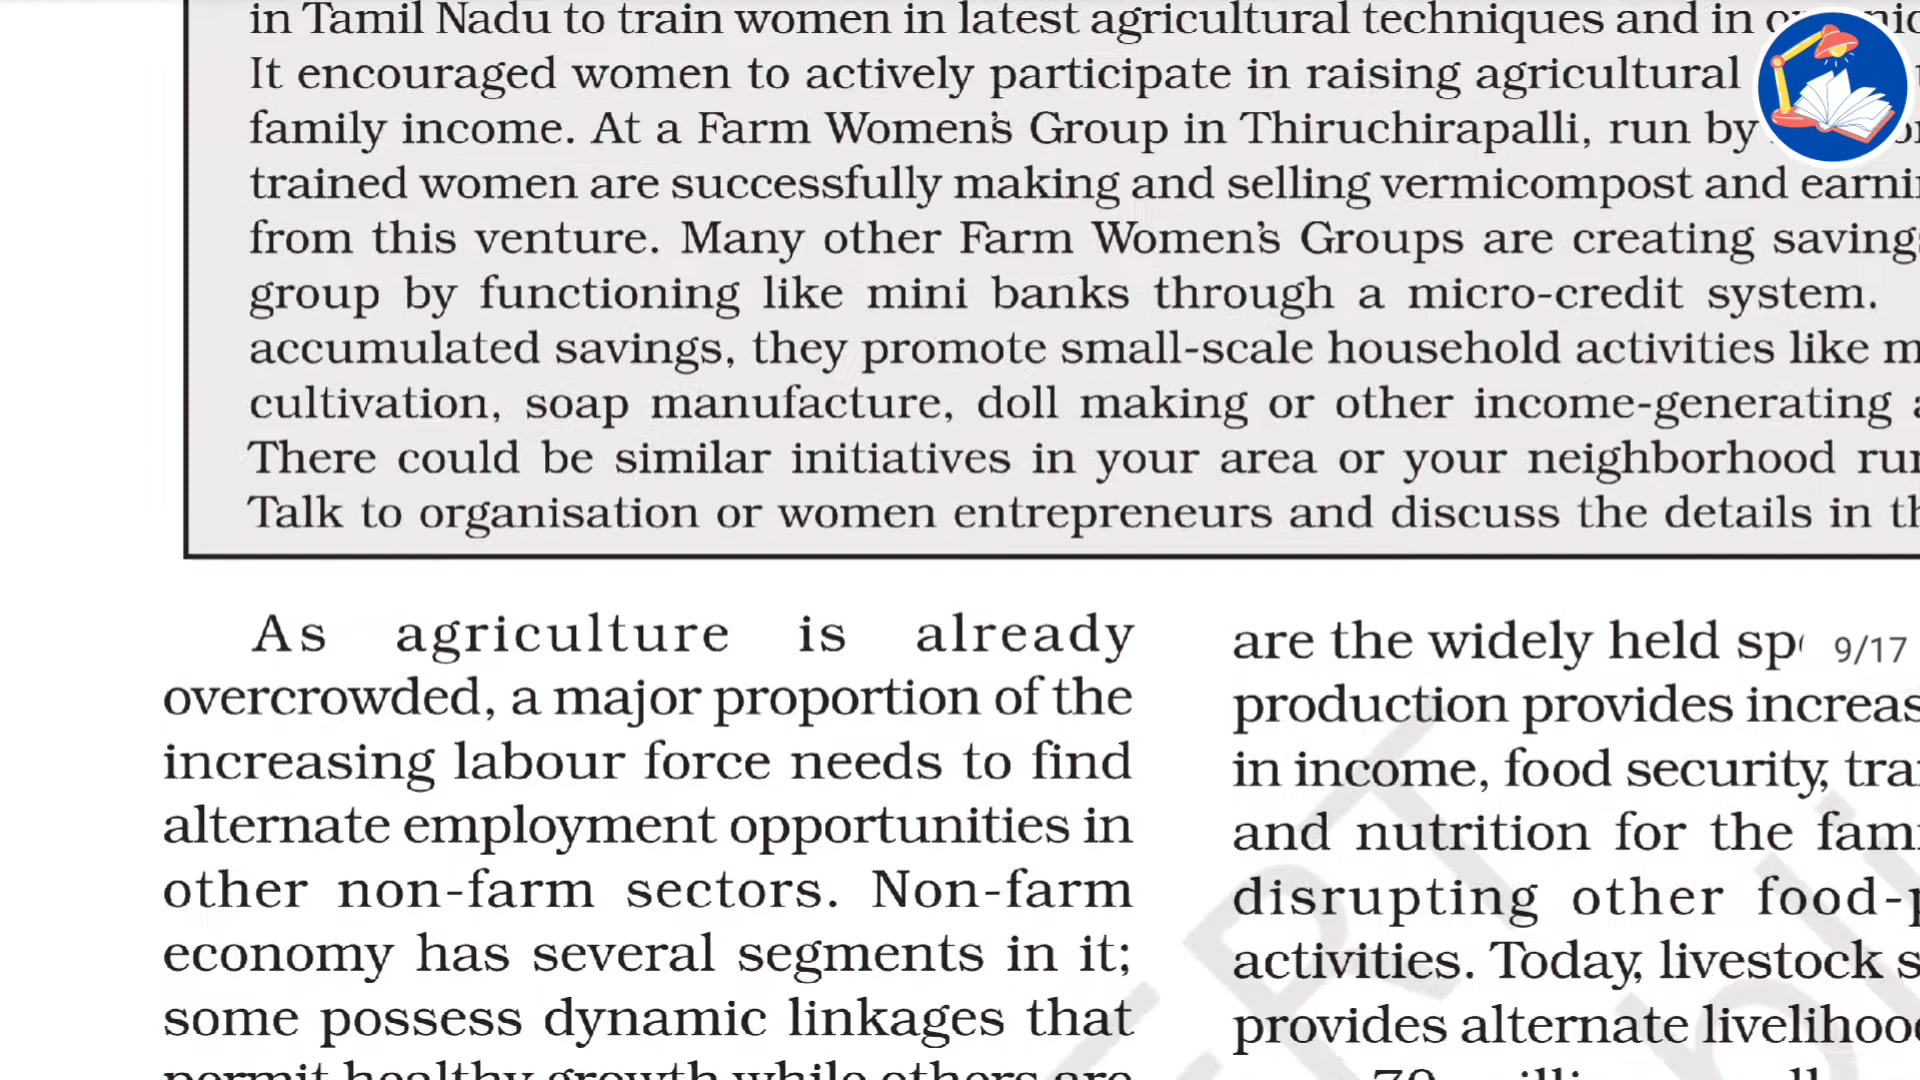 in Tamil Nadu to train women in latest agricultural techniques and in
It encouraged women to actively participate in raising agricultural
family income. At a Farm Women's Group in Thiruchirapalli, run by
trained women are successfully making and selling vermicompost and
from this venture. Many other Farm Women's Groups are creating
group by functioning like mini banks through a micro-credit system.
accumulated savings, they promote small-scale household activities like
cultivation, soap manufacture, doll making or other income-generating
There could be similar initiatives in your area or your neighborhood
Talk to organisation or women entrepreneurs and discuss the details in
As agriculture is already
overcrowded, a major proportion of the
increasing labour force needs to find
alternate employment opportunities in
other non-farm sectors. Non-farm
economy has several segments in it;
some possess dynamic linkages that
permit healthy growth while others are
are the widely held
9/17
production provides
in income, food security,
and nutrition for the
disrupting other
activities. Today, livestock
provides alternate